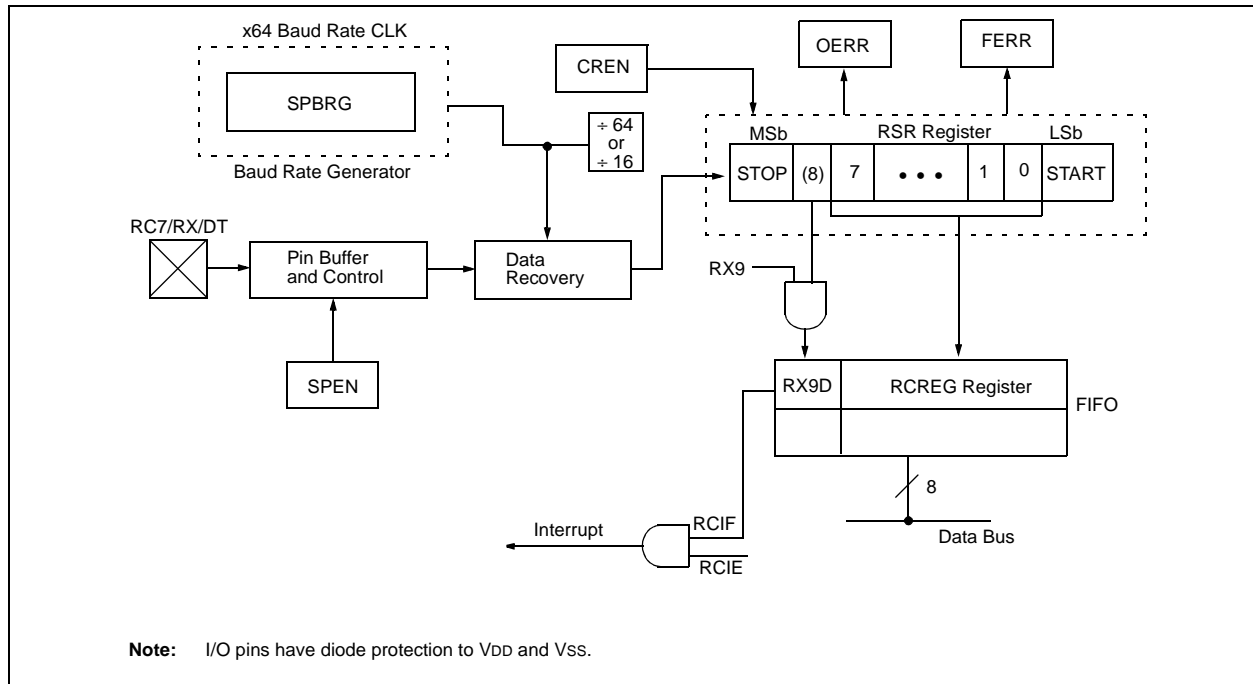 x64 Baud Rate CLK
SPBRG
Baud Rate Generator
CREN
OERR
FERR
÷ 64
or
÷ 16
MSb
RSR Register
LSb
STOP
(8)
7
• • •
1
0
START
RC7/RX/DT
Pin Buffer
and Control
Data
Recovery
SPEN
RX9
RX9D
RCREG Register
FIFO
8
Data Bus
Interrupt
RCIF
RCIE
Note: I/O pins have diode protection to VDD and VSS.